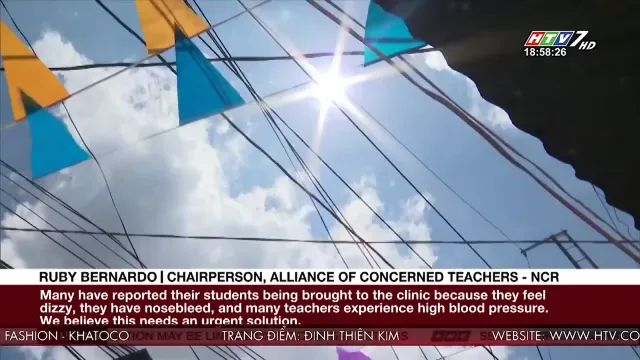 HTV7 HD
18:58:26
RUBY BERNARDO | CHAIRPERSON, ALLIANCE OF CONCERNED TEACHERS - NCR
Many have reported their students being brought to the clinic because they feel
dizzy, they have nosebleed, and many teachers experience high blood pressure.
We believe this needs an urgent solution.
FASHION - KHATOCO TRANG ĐIỂM: ĐINH THIÊN KIM WEBSITE: WWW.HTV.CO